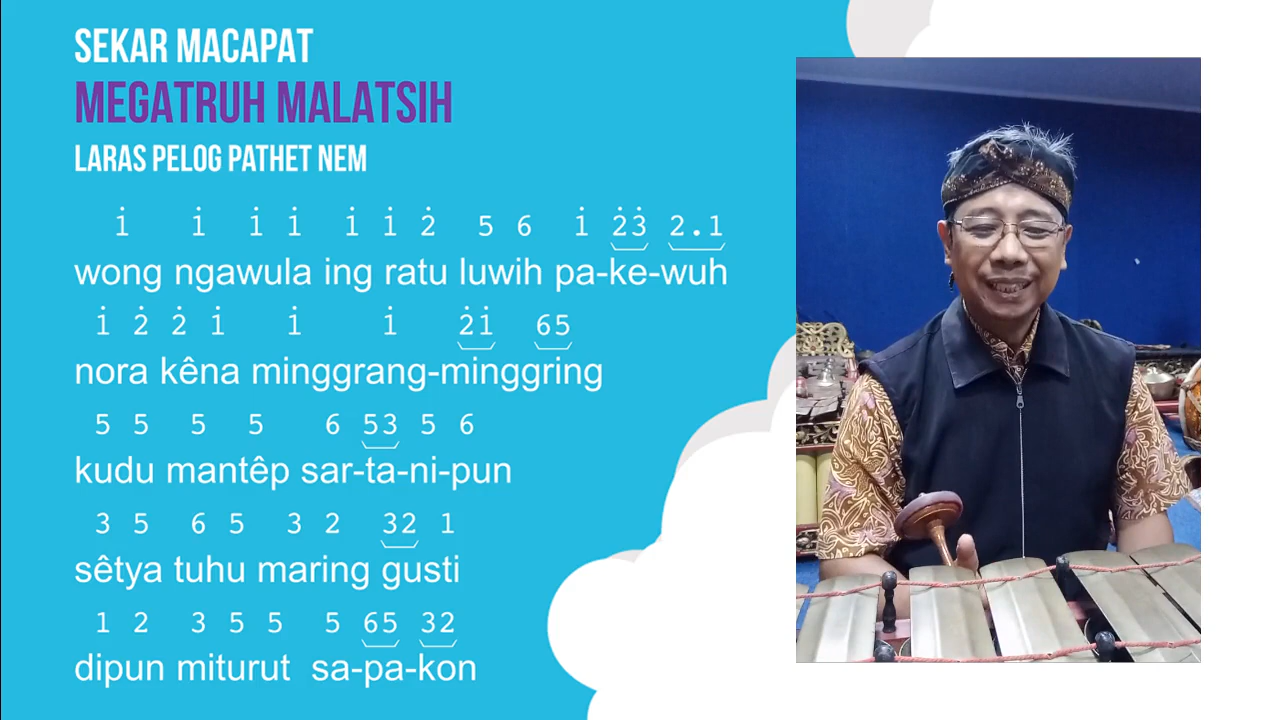 SEKAR MACAPAT
MEGATRUH MALATSIH
LARAS PELOG PATHET NEM
i̇ i̇ i̇ i̇ i̇ i̇ 2̇ 5 6 i̇ 2̇3̇ 2.1
wong ngawula ing ratu luwih pa-ke-wuh
i̇ 2̇ 2̇ i̇ i̇ i̇ 2̇i̇ 65
nora kêna minggrang-minggring
5 5 5 5 6 53 5 6
kudu mantêp sar-ta-ni-pun
3 5 6 5 3 2 32 1
sêtya tuhu maring gusti
1 2 3 5 5 5 65 32
dipun miturut sa-pa-kon